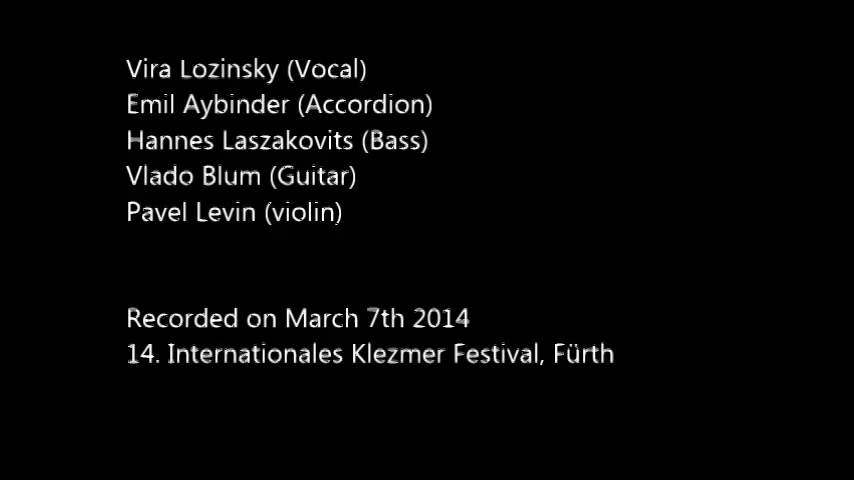 Vira Lozinsky (Vocal)
Emil Aybinder (Accordion)
Hannes Laszakovits (Bass)
Vlado Blum (Guitar)
Pavel Levin (violin)
Recorded on March 7th 2014
14. Internationales Klezmer Festival, Fürth